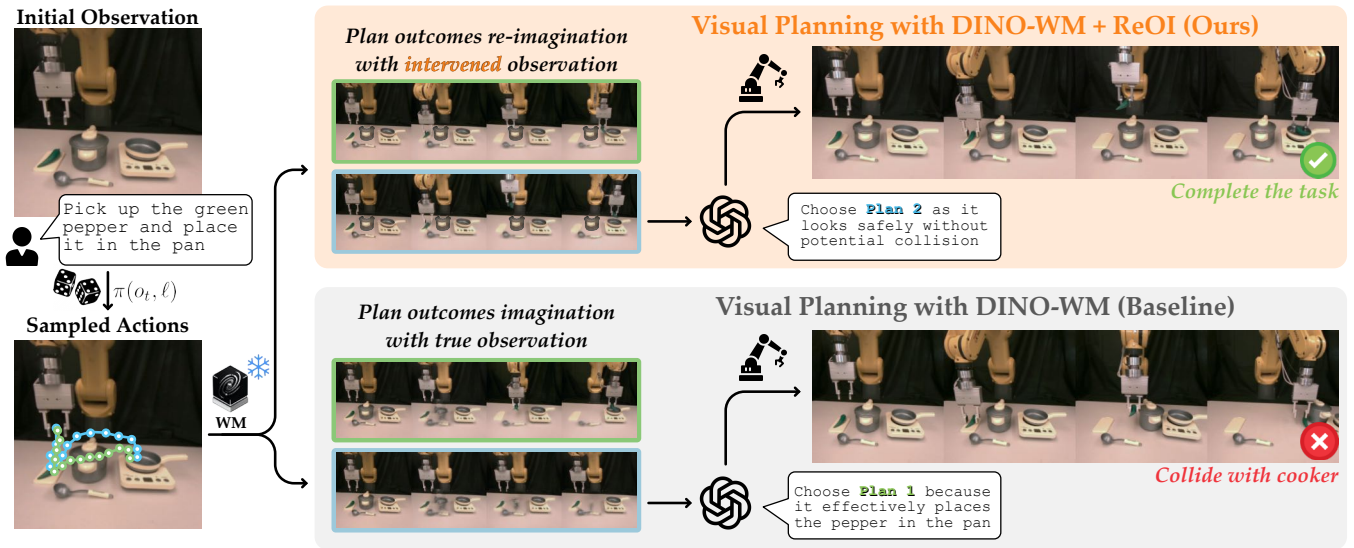 Initial Observation
Pick up the green
pepper and place
it in the pan
π(oₜ, ℓ)
Sampled Actions
WM
Plan outcomes re-imagination
with intervened observation
Visual Planning with DINO-WM + ReOI (Ours)
Choose Plan 2 as it
looks safely without
potential collision
Complete the task
Plan outcomes imagination
with true observation
Visual Planning with DINO-WM (Baseline)
Choose Plan 1 because
it effectively places
the pepper in the pan
Collide with cooker